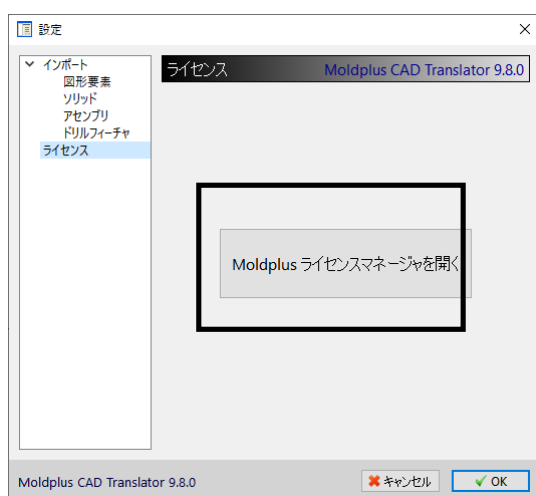 設定
インポート
図形要素
ソリッド
アセンブリ
ドリルフィーチャ
ライセンス
ライセンス Moldplus CAD Translator 9.8.0
Moldplus ライセンスマネージャを開く
Moldplus CAD Translator 9.8.0
キャンセル OK